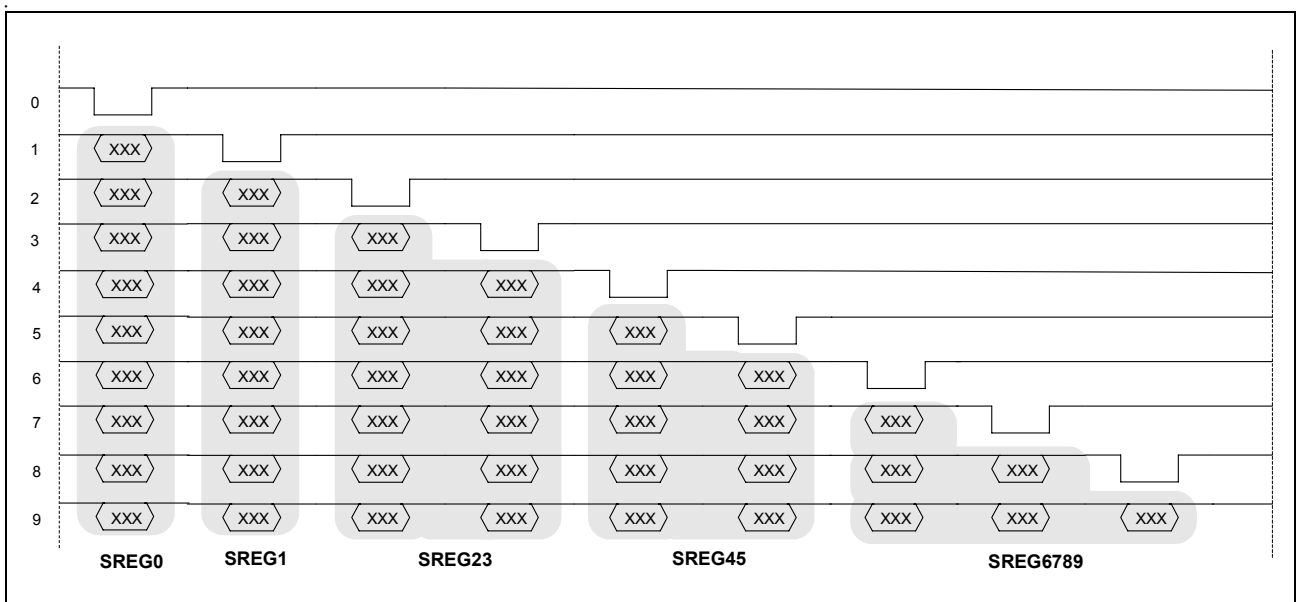 0
1 XXX
2 XXX XXX
3 XXX XXX XXX
4 XXX XXX XXX XXX
5 XXX XXX XXX XXX XXX
6 XXX XXX XXX XXX XXX XXX
7 XXX XXX XXX XXX XXX XXX XXX
8 XXX XXX XXX XXX XXX XXX XXX XXX
9 XXX XXX XXX XXX XXX XXX XXX XXX XXX
SREG0 SREG1 SREG23 SREG45 SREG6789